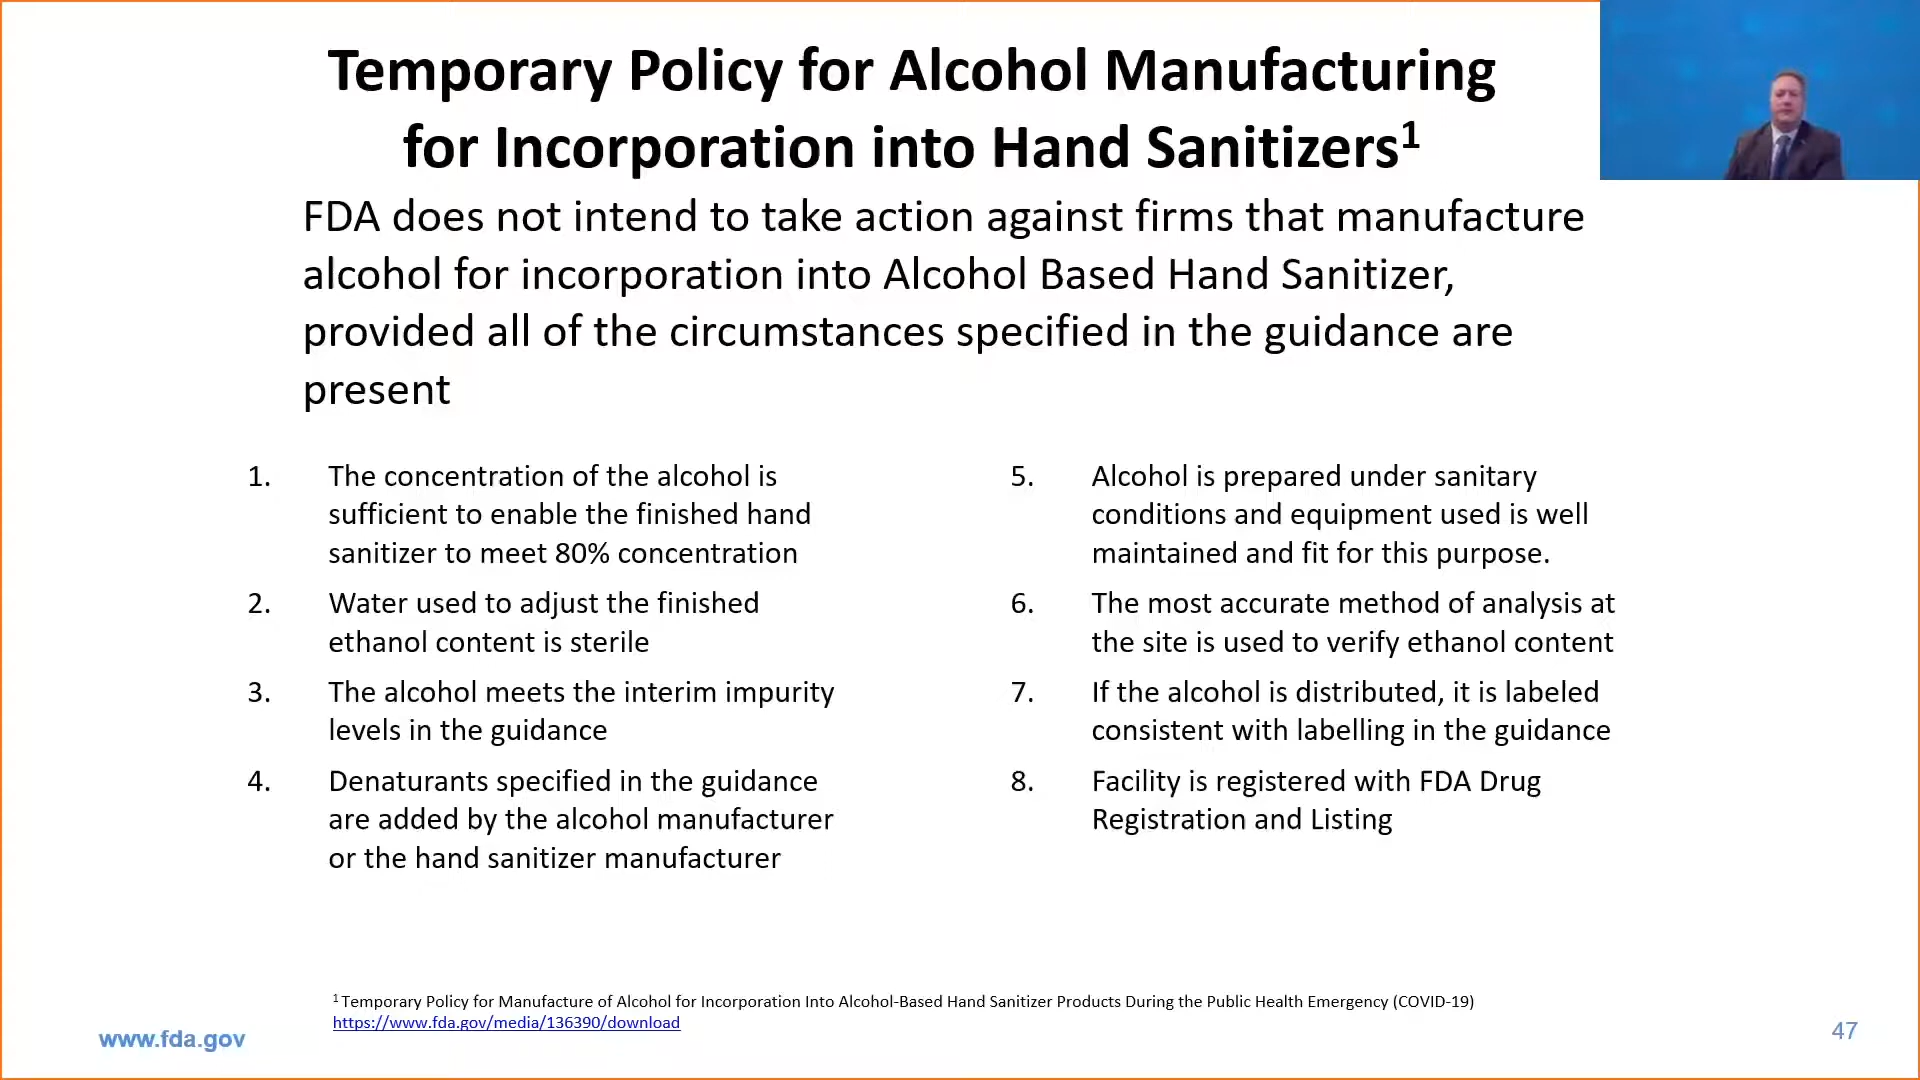 Temporary Policy for Alcohol Manufacturing
for Incorporation into Hand Sanitizers¹
FDA does not intend to take action against firms that manufacture
alcohol for incorporation into Alcohol Based Hand Sanitizer,
provided all of the circumstances specified in the guidance are
present
1. The concentration of the alcohol is
sufficient to enable the finished hand
sanitizer to meet 80% concentration
2. Water used to adjust the finished
ethanol content is sterile
3. The alcohol meets the interim impurity
levels in the guidance
4. Denaturants specified in the guidance
are added by the alcohol manufacturer
or the hand sanitizer manufacturer
5. Alcohol is prepared under sanitary
conditions and equipment used is well
maintained and fit for this purpose.
6. The most accurate method of analysis at
the site is used to verify ethanol content
7. If the alcohol is distributed, it is labeled
consistent with labelling in the guidance
8. Facility is registered with FDA Drug
Registration and Listing
¹ Temporary Policy for Manufacture of Alcohol for Incorporation Into Alcohol-Based Hand Sanitizer Products During the Public Health Emergency (COVID-19)
https://www.fda.gov/media/136390/download
www.fda.gov
47